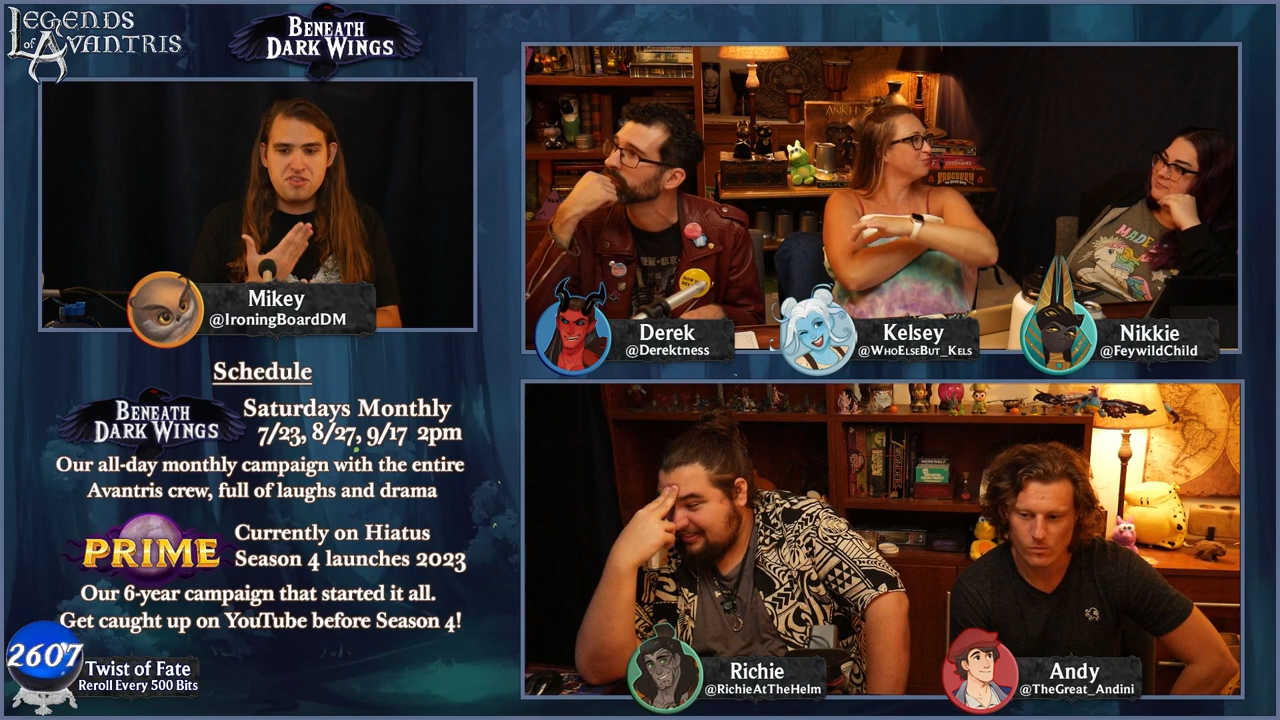 LEGENDS
of AVANTRIS
BENEATH
DARK WINGS
Mikey
@IroningBoardDM
ANKH
MADE
Derek
@Derektness
Kelsey
@WhoElseBut_Kels
Nikkie
@FeywildChild
Schedule
BENEATH
DARK WINGS
Saturdays Monthly
7/23, 8/27, 9/17 2pm
Our all-day monthly campaign with the entire
Avantris crew, full of laughs and drama
PRIME
Currently on Hiatus
Season 4 launches 2023
Our 6-year campaign that started it all.
Get caught up on YouTube before Season 4!
2607
Twist of Fate
Reroll Every 500 Bits
WEREWOLF
Richie
@RichieAtTheHelm
Andy
@TheGreat_Andini